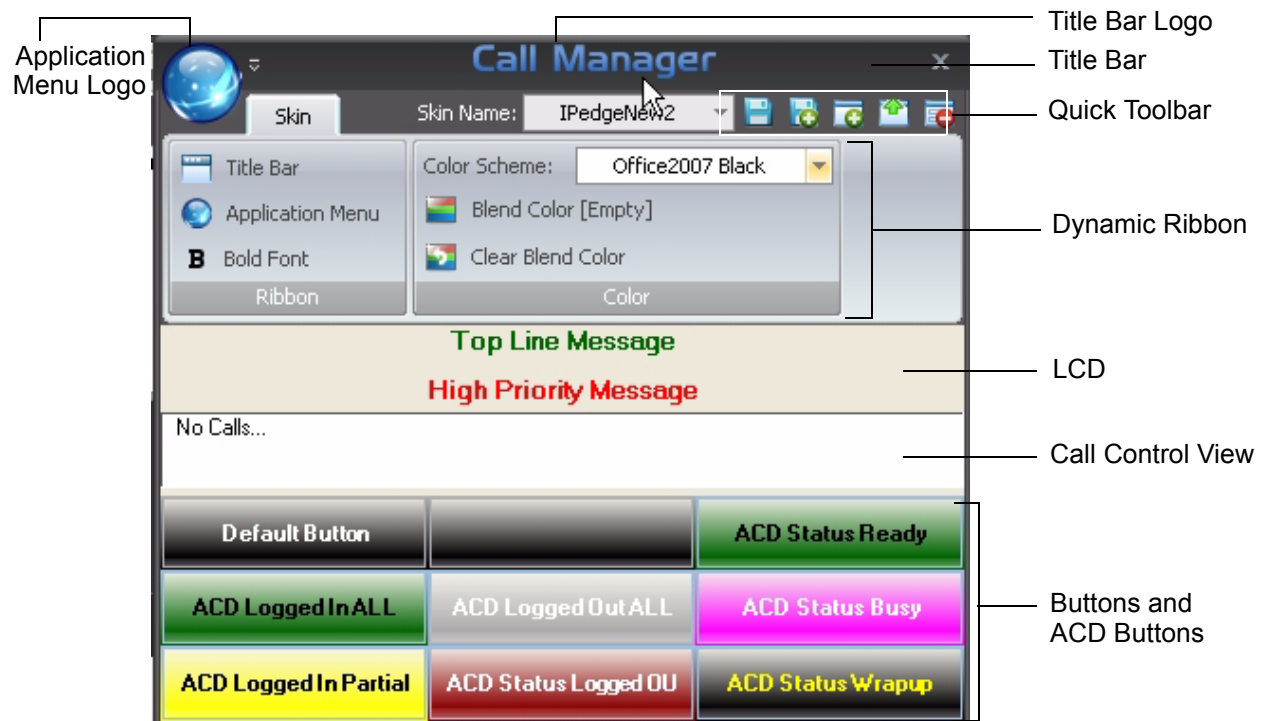 Title Bar Logo
Application
Menu Logo
Call Manager
x
Title Bar
Skin
Skin Name:
IPedgeNew2
Quick Toolbar
Title Bar
Application Menu
B Bold Font
Ribbon
Color Scheme:
Office2007 Black
Blend Color [Empty]
Clear Blend Color
Color
Dynamic Ribbon
Top Line Message
High Priority Message
LCD
No Calls...
Call Control View
Default Button
ACD Status Ready
ACD Logged In ALL
ACD Logged Out ALL
ACD Status Busy
Buttons and
ACD Buttons
ACD Logged In Partial
ACD Status Logged OU
ACD Status Wrapup